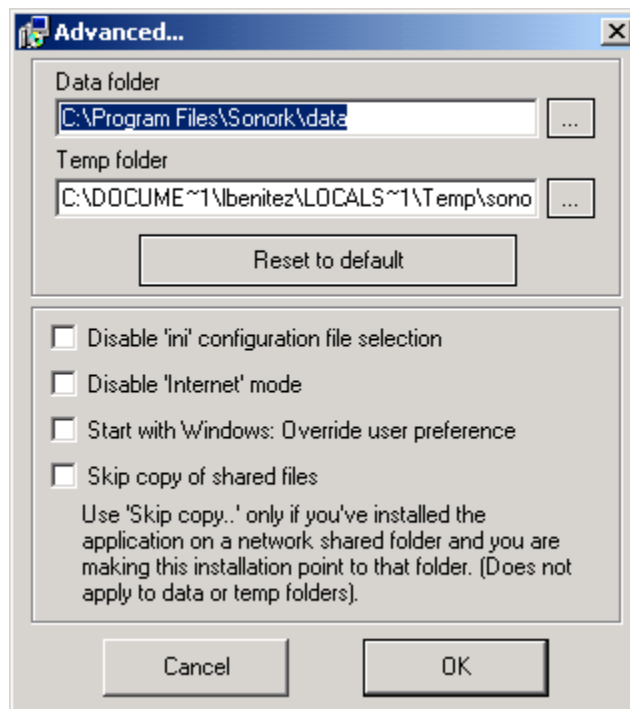 Advanced...
Data folder
C:\Program Files\Sonork\data
...
Temp folder
C:\DOCUME~1\lbenitez\LOCALS~1\Temp\sono
...
Reset to default
Disable 'ini' configuration file selection
Disable 'Internet' mode
Start with Windows: Override user preference
Skip copy of shared files
Use 'Skip copy..' only if you've installed the
application on a network shared folder and you are
making this installation point to that folder. (Does not
apply to data or temp folders).
Cancel
OK